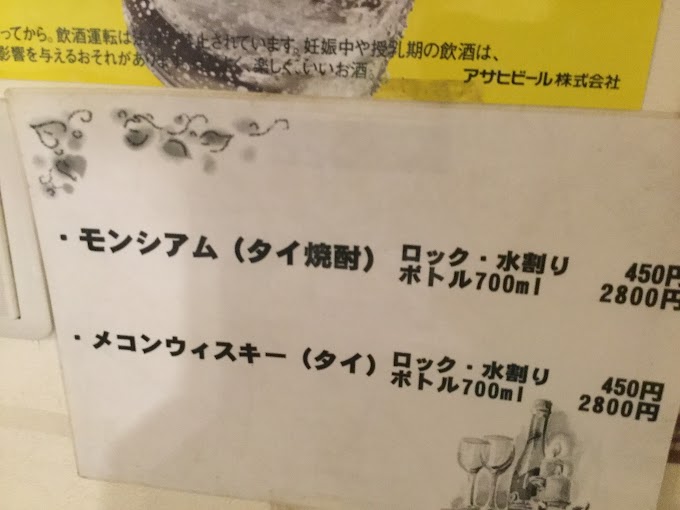 ってから。飲酒運転は法 止されています。妊娠中や授乳期の飲酒は、
影響を与えるおそれがあり 楽しく、いいお酒。
アサヒビール株式会社
・モンシアム（タイ焼酎） ロック・水割り 450円
ボトル700ml 2800円
・メコンウィスキー（タイ） ロック・水割り 450円
ボトル700ml 2800円